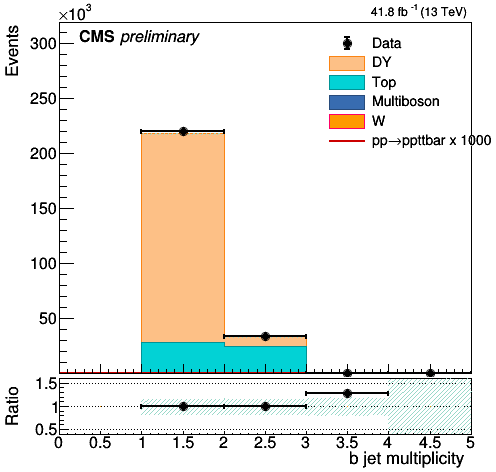 ×10³
41.8 fb⁻¹ (13 TeV)
Events
CMS preliminary
300
250
200
150
100
50
Data
DY
Top
Multiboson
W
pp→ppttbar x 1000
Ratio
1.5
1
0.5
0 0.5 1 1.5 2 2.5 3 3.5 4 4.5 5
b jet multiplicity